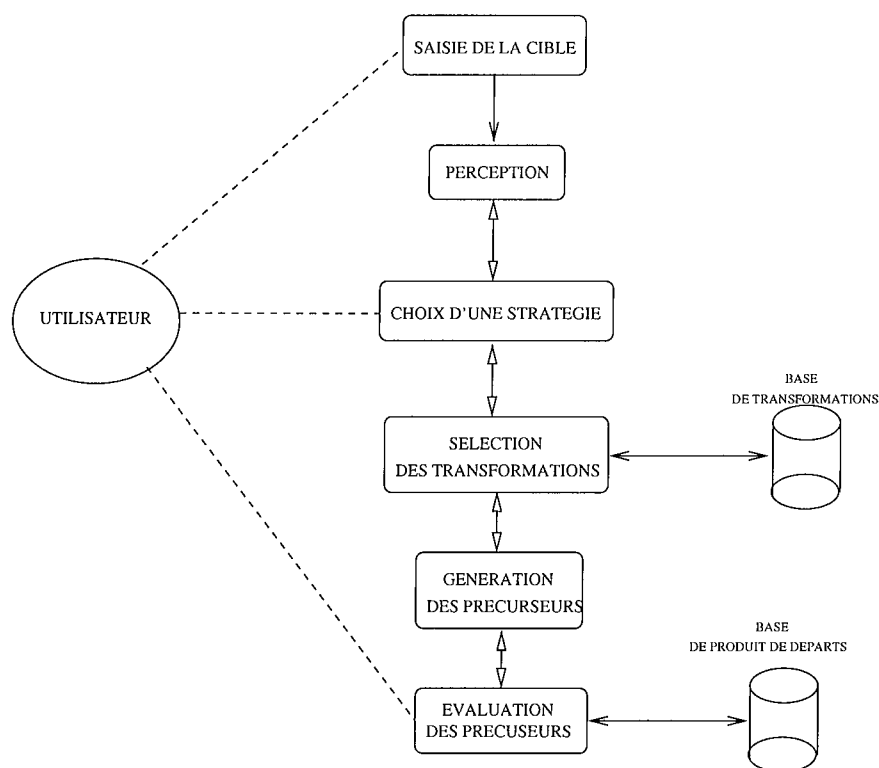 SAISIE DE LA CIBLE
PERCEPTION
UTILISATEUR
CHOIX D'UNE STRATEGIE
BASE
DE TRANSFORMATIONS
SELECTION
DES TRANSFORMATIONS
GENERATION
DES PRECURSEURS
BASE
DE PRODUIT DE DEPARTS
EVALUATION
DES PRECUSEURS